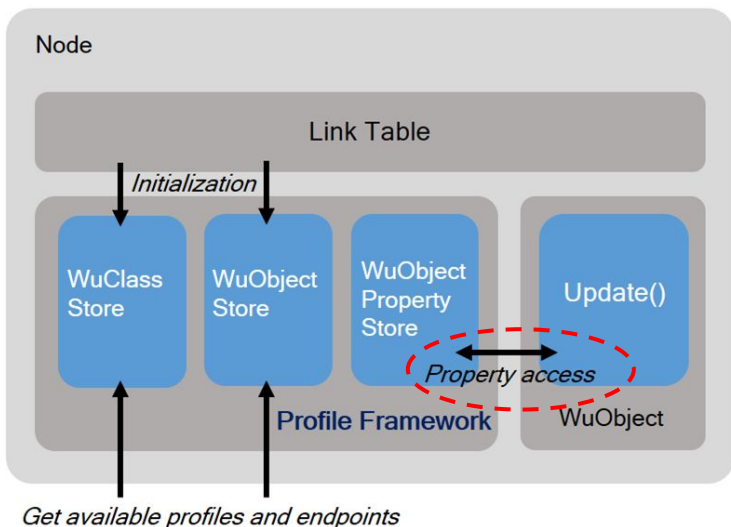 Node
Link Table
Initialization
WuClass
Store
WuObject
Store
WuObject
Property
Store
Update()
Property access
Profile Framework
WuObject
Get available profiles and endpoints